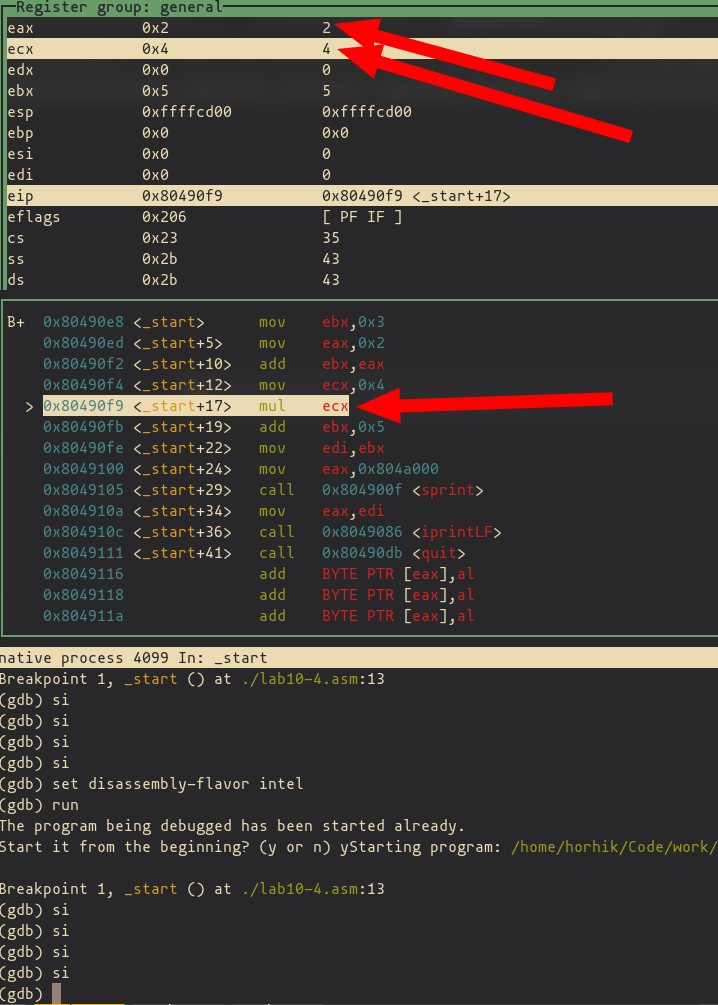 Register group: general
eax 0x2 2
ecx 0x4 4
edx 0x0 0
ebx 0x5 5
esp 0xffffcd00 0xffffcd00
ebp 0x0 0x0
esi 0x0 0
edi 0x0 0
eip 0x80490f9 0x80490f9 <_start+17>
eflags 0x206 [ PF IF ]
cs 0x23 35
ss 0x2b 43
ds 0x2b 43
B+ 0x80490e8 <_start> mov ebx,0x3
0x80490ed <_start+5> mov eax,0x2
0x80490f2 <_start+10> add ebx,eax
0x80490f4 <_start+12> mov ecx,0x4
> 0x80490f9 <_start+17> mul ecx
0x80490fb <_start+19> add ebx,0x5
0x80490fe <_start+22> mov edi,ebx
0x8049100 <_start+24> mov eax,0x804a000
0x8049105 <_start+29> call 0x804900f <sprint>
0x804910a <_start+34> mov eax,edi
0x804910c <_start+36> call 0x8049086 <iprintLF>
0x8049111 <_start+41> call 0x80490db <quit>
0x8049116 add BYTE PTR [eax],al
0x8049118 add BYTE PTR [eax],al
0x804911a add BYTE PTR [eax],al
native process 4099 In: _start
Breakpoint 1, _start () at ./lab10-4.asm:13
(gdb) si
(gdb) si
(gdb) si
(gdb) si
(gdb) set disassembly-flavor intel
(gdb) run
The program being debugged has been started already.
Start it from the beginning? (y or n) yStarting program: /home/horhik/Code/work/
Breakpoint 1, _start () at ./lab10-4.asm:13
(gdb) si
(gdb) si
(gdb) si
(gdb) si
(gdb)